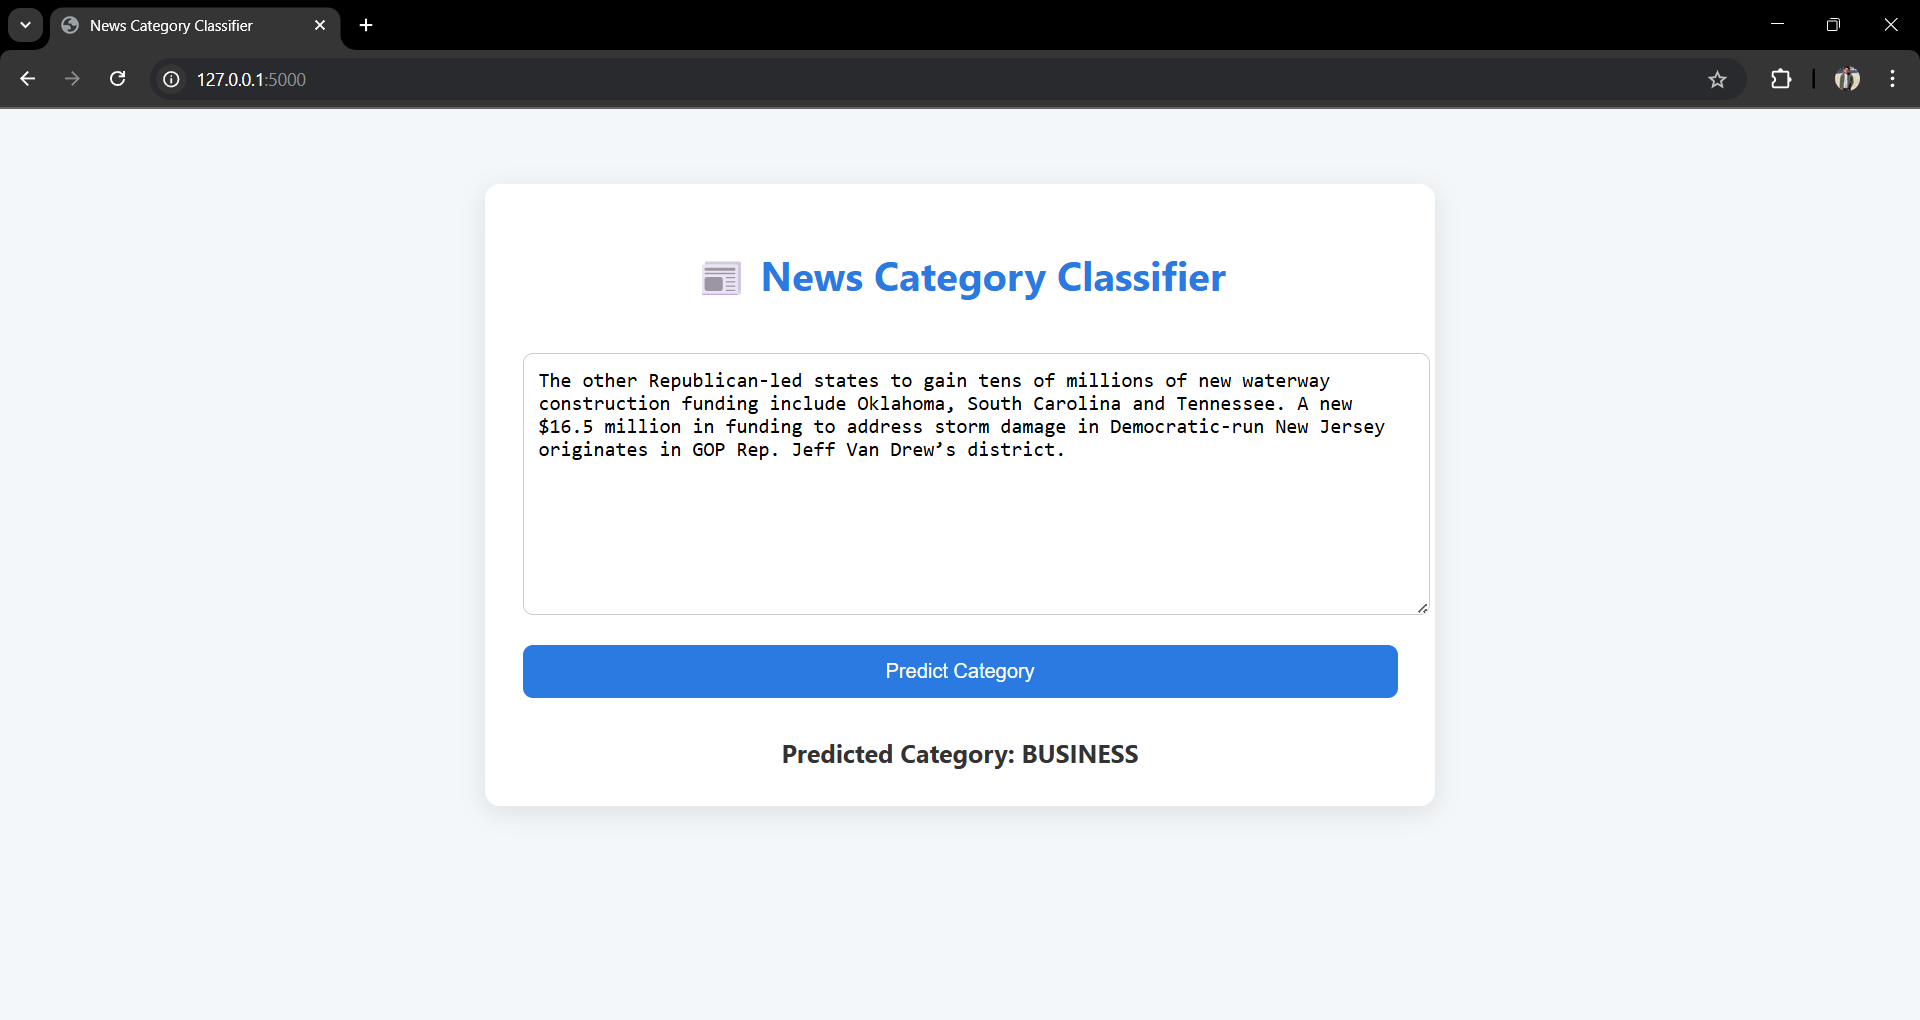 News Category Classifier
127.0.0.1:5000
News Category Classifier
The other Republican-led states to gain tens of millions of new waterway
construction funding include Oklahoma, South Carolina and Tennessee. A new
$16.5 million in funding to address storm damage in Democratic-run New Jersey
originates in GOP Rep. Jeff Van Drew’s district.
Predict Category
Predicted Category: BUSINESS